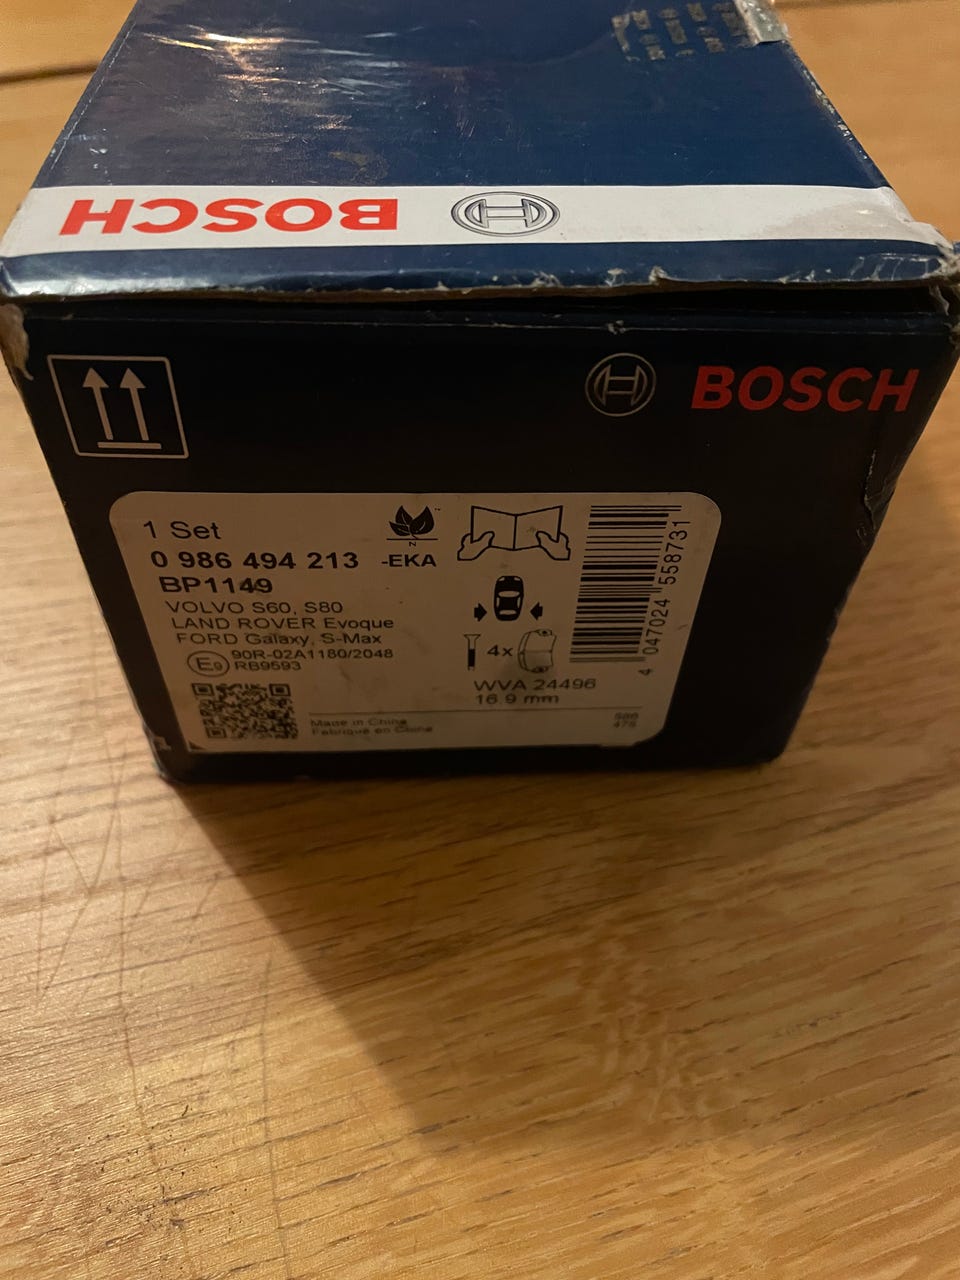 BOSCH
BOSCH
1 Set
0 986 494 213 -EKA
BP1149
VOLVO S60, S80
LAND ROVER Evoque
FORD Galaxy, S-Max
E9 90R-02A1180/2048
RB9593
N
4x
WVA 24496
16.9 mm
4 047024 558731
Made in China
Fabriqué en Chine